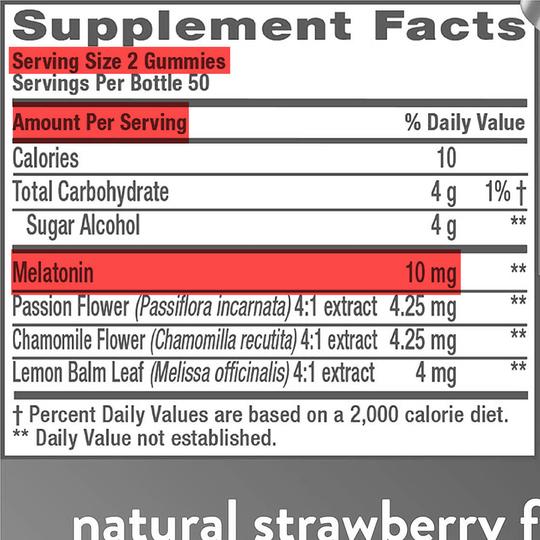 Supplement Facts
Serving Size 2 Gummies
Servings Per Bottle 50
Amount Per Serving % Daily Value
Calories 10
Total Carbohydrate 4 g 1% †
Sugar Alcohol 4 g **
Melatonin 10 mg **
Passion Flower (Passiflora incarnata) 4:1 extract 4.25 mg **
Chamomile Flower (Chamomilla recutita) 4:1 extract 4.25 mg **
Lemon Balm Leaf (Melissa officinalis) 4:1 extract 4 mg **
† Percent Daily Values are based on a 2,000 calorie diet.
** Daily Value not established.
natural strawberry f